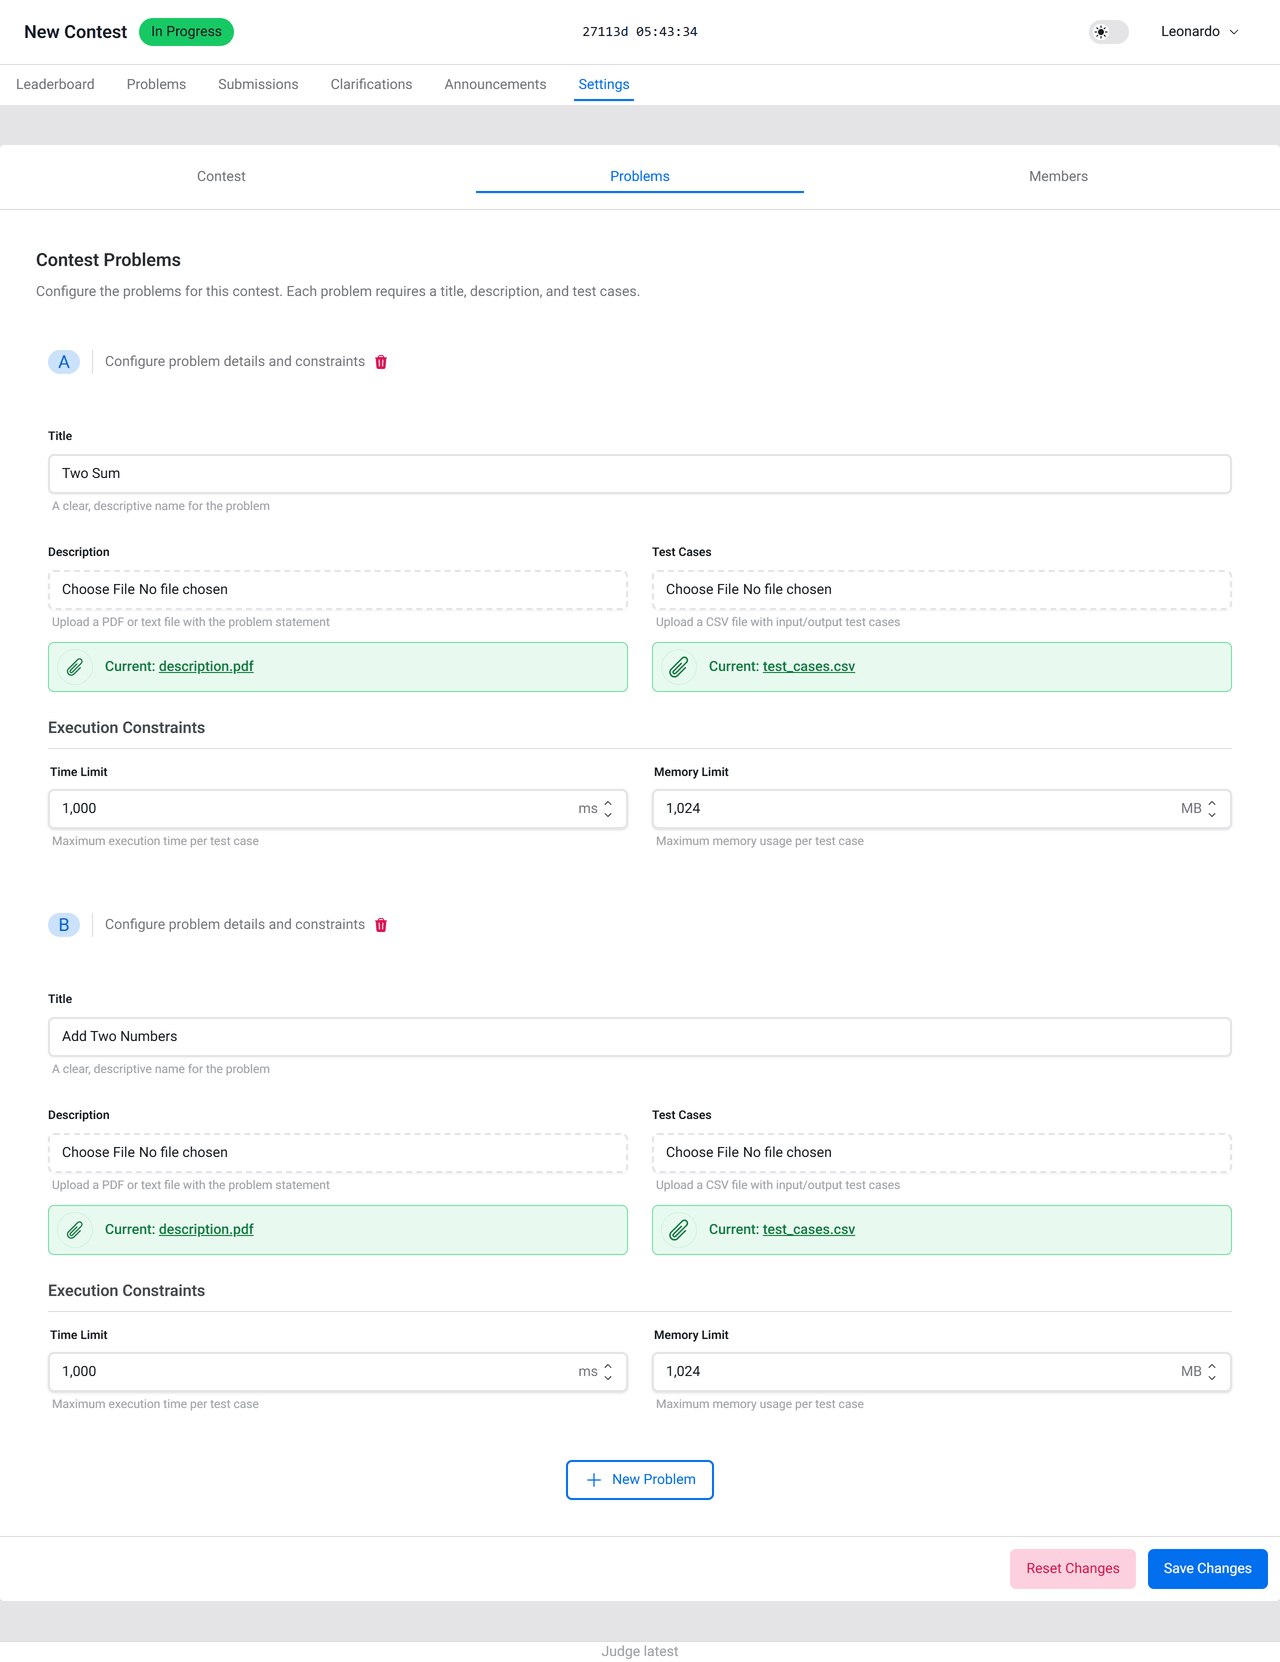 New Contest In Progress 27113d 05:43:34 Leonardo
Leaderboard Problems Submissions Clarifications Announcements Settings
Contest Problems Members
Contest Problems
Configure the problems for this contest. Each problem requires a title, description, and test cases.
A Configure problem details and constraints
Title
Two Sum
A clear, descriptive name for the problem
Description Test Cases
Choose File No file chosen Choose File No file chosen
Upload a PDF or text file with the problem statement Upload a CSV file with input/output test cases
Current: description.pdf Current: test_cases.csv
Execution Constraints
Time Limit Memory Limit
1,000 ms 1,024 MB
Maximum execution time per test case Maximum memory usage per test case
B Configure problem details and constraints
Title
Add Two Numbers
A clear, descriptive name for the problem
Description Test Cases
Choose File No file chosen Choose File No file chosen
Upload a PDF or text file with the problem statement Upload a CSV file with input/output test cases
Current: description.pdf Current: test_cases.csv
Execution Constraints
Time Limit Memory Limit
1,000 ms 1,024 MB
Maximum execution time per test case Maximum memory usage per test case
New Problem
Reset Changes Save Changes
Judge latest